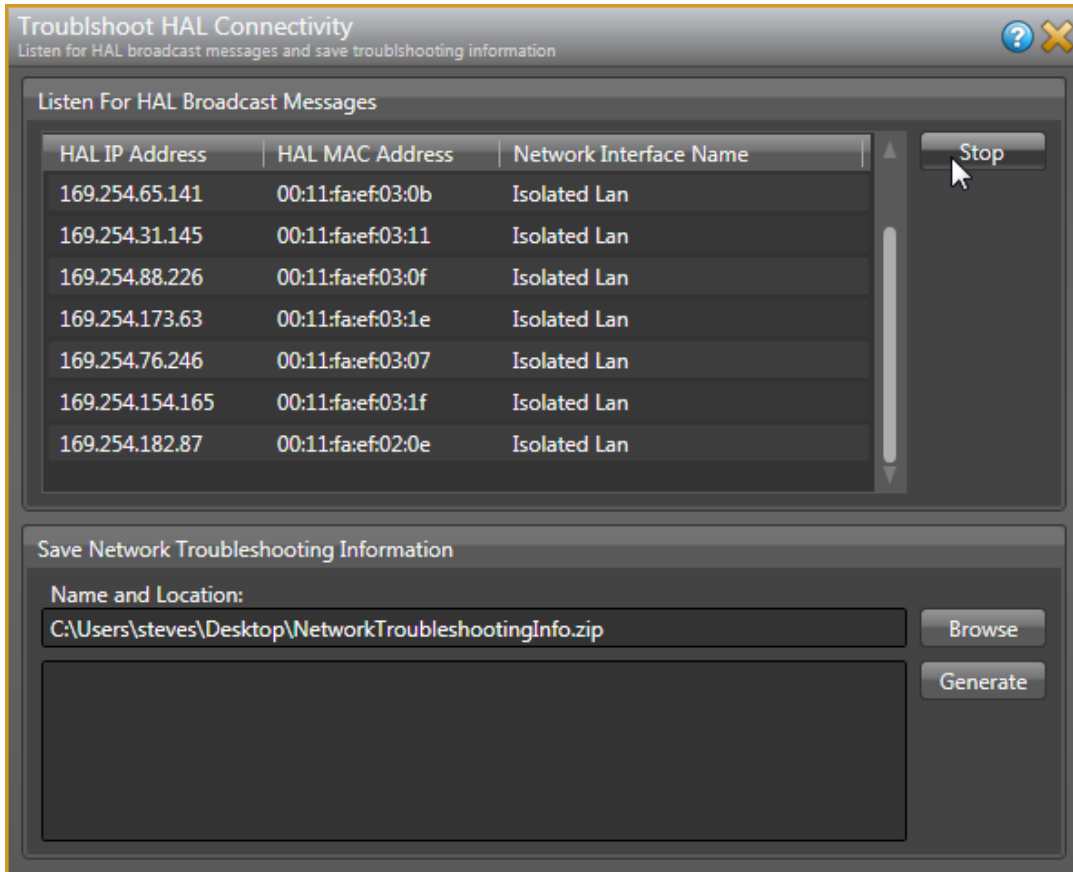 Troublshoot HAL Connectivity
Listen for HAL broadcast messages and save troublshooting information
Listen For HAL Broadcast Messages
HAL IP Address HAL MAC Address Network Interface Name
Stop
169.254.65.141 00:11:fa:ef:03:0b Isolated Lan
169.254.31.145 00:11:fa:ef:03:11 Isolated Lan
169.254.88.226 00:11:fa:ef:03:0f Isolated Lan
169.254.173.63 00:11:fa:ef:03:1e Isolated Lan
169.254.76.246 00:11:fa:ef:03:07 Isolated Lan
169.254.154.165 00:11:fa:ef:03:1f Isolated Lan
169.254.182.87 00:11:fa:ef:02:0e Isolated Lan
Save Network Troubleshooting Information
Name and Location:
C:\Users\steves\Desktop\NetworkTroubleshootingInfo.zip
Browse
Generate